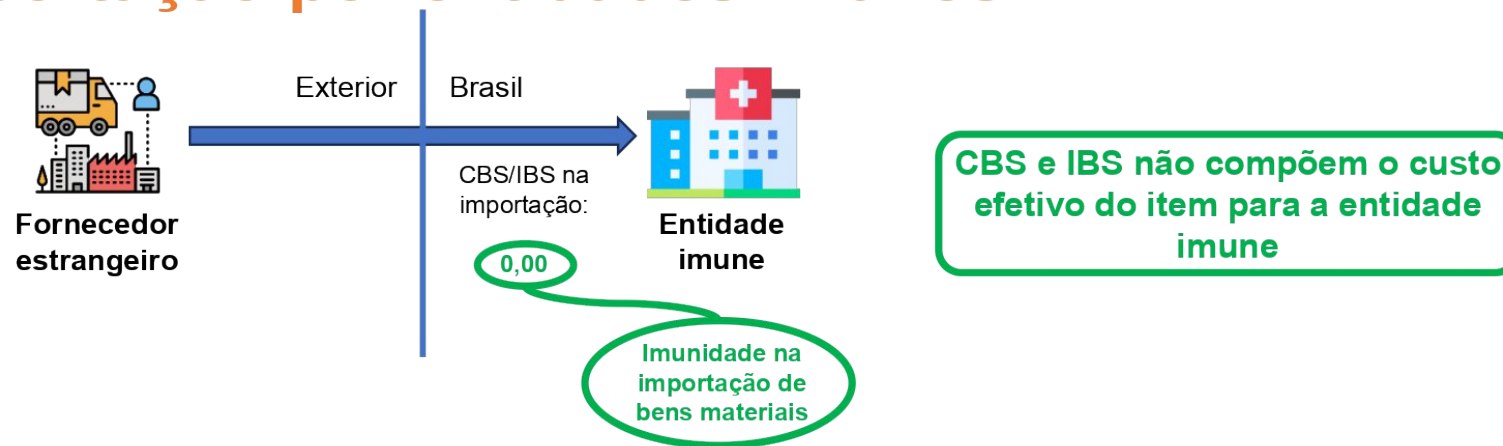 Exterior
Brasil
CBS/IBS na
importação:
0,00
Fornecedor
estrangeiro
Entidade
imune
Imunidade na
importação de
bens materiais
CBS e IBS não compõem o custo
efetivo do item para a entidade
imune